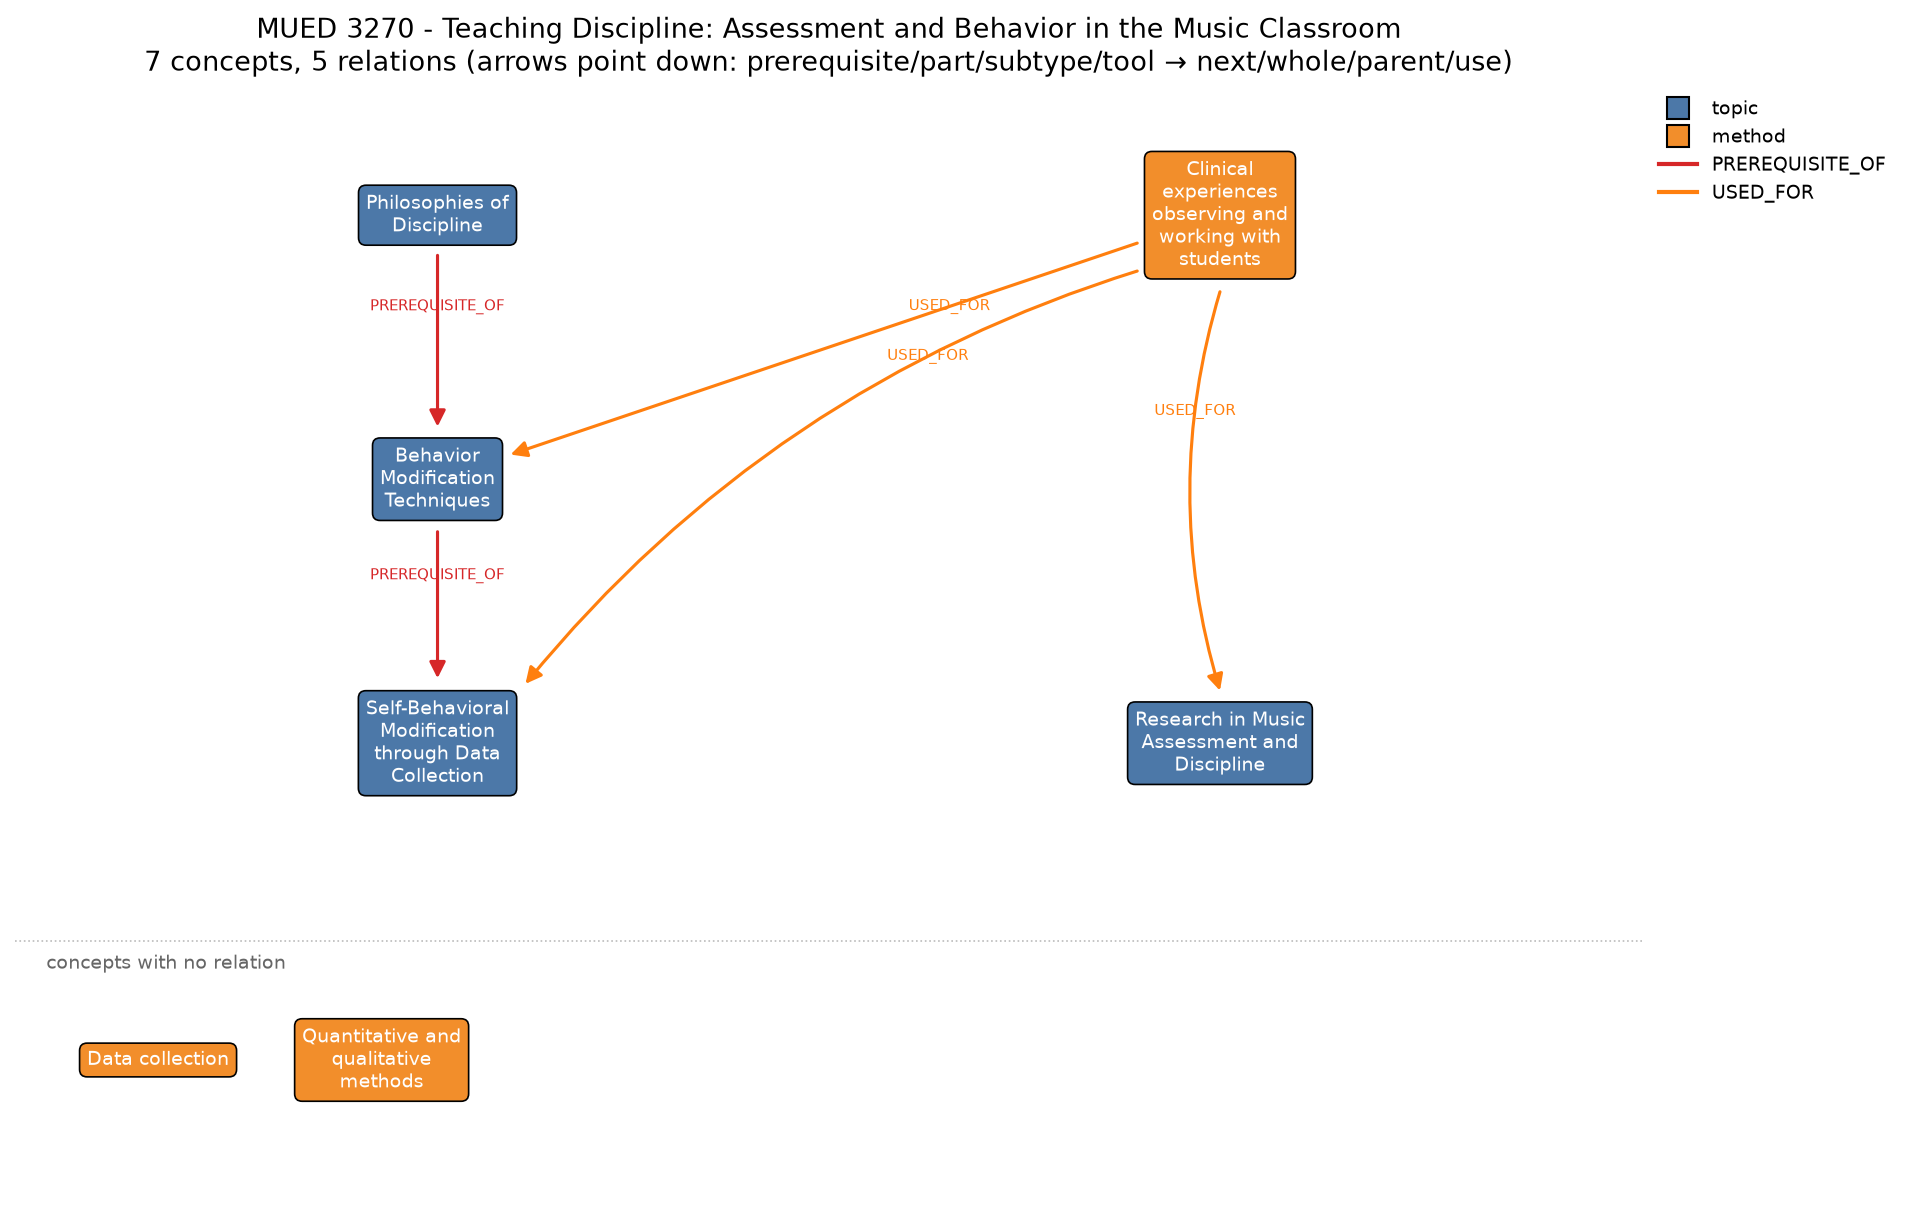 MUED 3270 - Teaching Discipline: Assessment and Behavior in the Music Classroom
7 concepts, 5 relations (arrows point down: prerequisite/part/subtype/tool → next/whole/parent/use)
topic
method
PREREQUISITE_OF
USED_FOR
Clinical
experiences
observing and
working with
students
Philosophies of
Discipline
PREREQUISITE_OF
USED_FOR
USED_FOR
USED_FOR
Behavior
Modification
Techniques
PREREQUISITE_OF
Self-Behavioral
Modification
through Data
Collection
Research in Music
Assessment and
Discipline
concepts with no relation
Data collection
Quantitative and
qualitative
methods